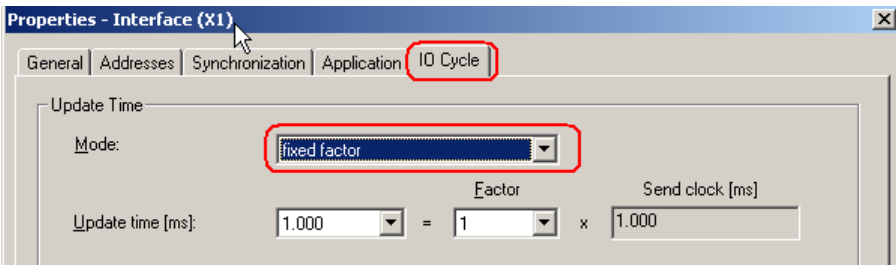 Properties - Interface (X1)
General Addresses Synchronization Application IO Cycle
Update Time
Mode: fixed factor
Factor Send clock [ms]
Update time [ms]: 1.000 = 1 x 1.000